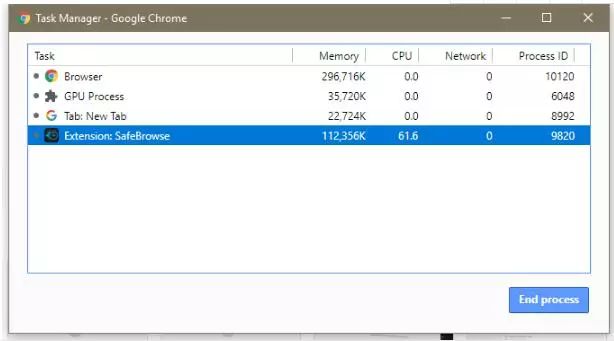 Task Manager - Google Chrome
Task Memory CPU Network Process ID
Browser 296,716K 0.0 0 10120
GPU Process 35,720K 0.0 0 6048
Tab: New Tab 22,724K 0.0 0 8992
Extension: SafeBrowse 112,356K 61.6 0 9820
End process